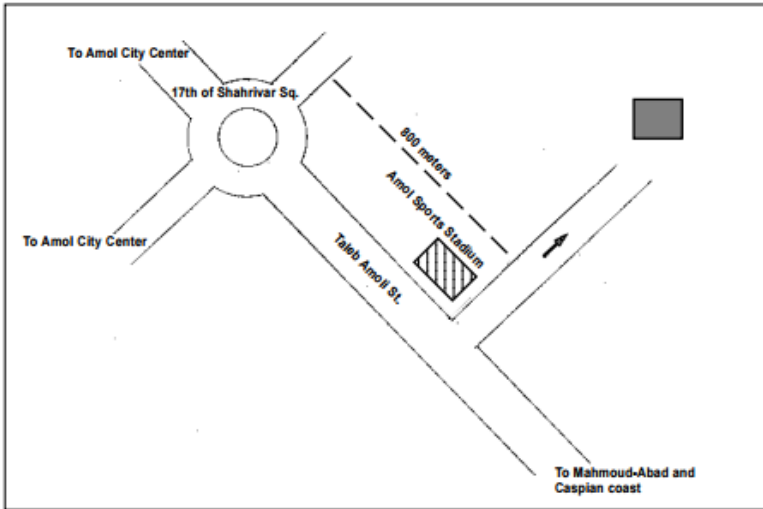 To Amol City Center
17th of Shahrivar Sq.
800 meters
Amol Sports Stadium
To Amol City Center
Taleb Amoli St.
To Mahmoud-Abad and
Caspian coast